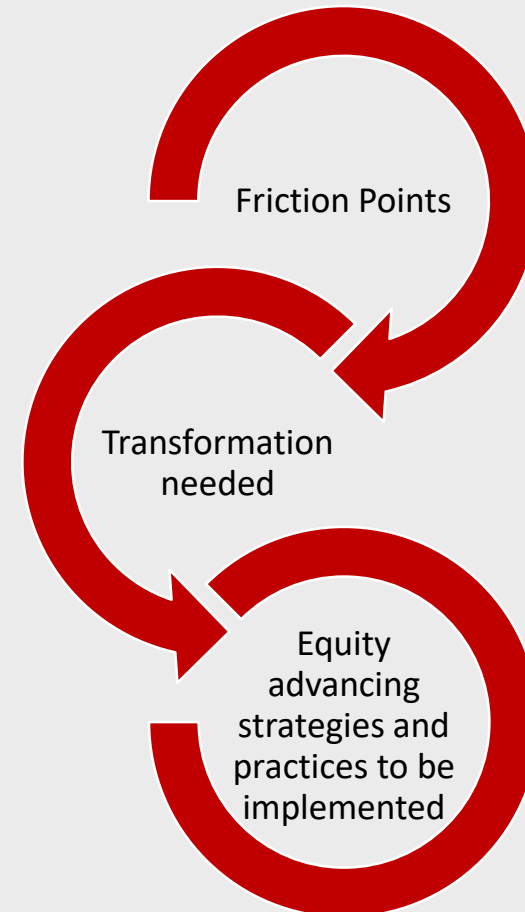 Friction Points
Transformation
needed
Equity
advancing
strategies and
practices to be
implemented